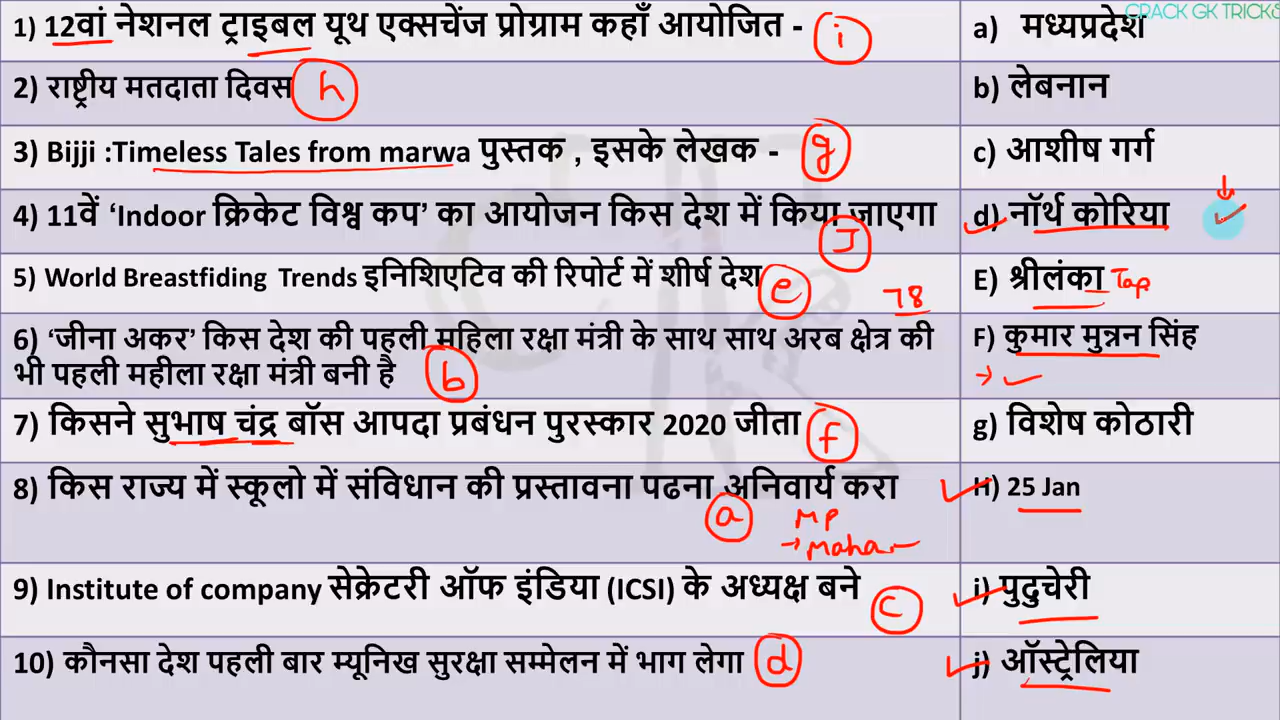 CRACK GK TRICKS
1) 12वां नेशनल ट्राइबल यूथ एक्सचेंज प्रोग्राम कहाँ आयोजित - i
a) मध्यप्रदेश
2) राष्ट्रीय मतदाता दिवस h
b) लेबनान
3) Bijji :Timeless Tales from marwa पुस्तक , इसके लेखक - g
c) आशीष गर्ग
4) 11वें ‘Indoor क्रिकेट विश्व कप’ का आयोजन किस देश में किया जाएगा
J
d) नॉर्थ कोरिया
5) World Breastfiding Trends इनिशिएटिव की रिपोर्ट में शीर्ष देश e
78
E) श्रीलंका Top
6) ‘जीना अकर’ किस देश की पहली महिला रक्षा मंत्री के साथ साथ अरब क्षेत्र की
भी पहली महीला रक्षा मंत्री बनी है b
F) कुमार मुन्नन सिंह
7) किसने सुभाष चंद्र बॉस आपदा प्रबंधन पुरस्कार 2020 जीता f
g) विशेष कोठारी
8) किस राज्य में स्कूलो में संविधान की प्रस्तावना पढना अनिवार्य करा
a MP
→ Maha
H) 25 Jan
9) Institute of company सेक्रेटरी ऑफ इंडिया (ICSI) के अध्यक्ष बने c
i) पुदुचेरी
10) कौनसा देश पहली बार म्यूनिख सुरक्षा सम्मेलन में भाग लेगा d
j) ऑस्ट्रेलिया